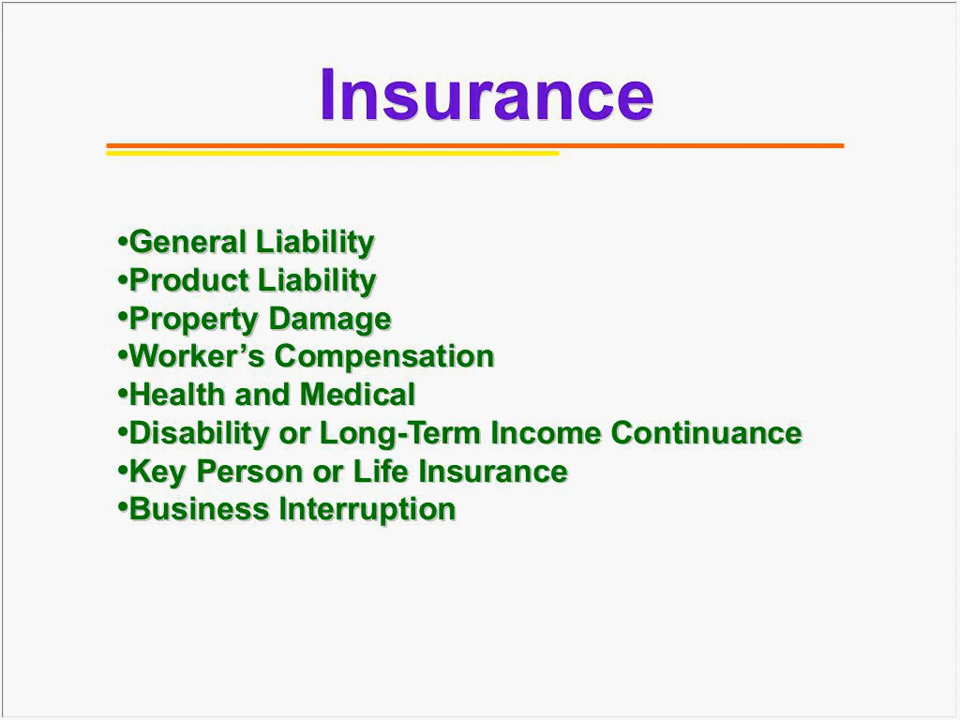 Insurance
•General Liability
•Product Liability
•Property Damage
•Worker’s Compensation
•Health and Medical
•Disability or Long-Term Income Continuance
•Key Person or Life Insurance
•Business Interruption